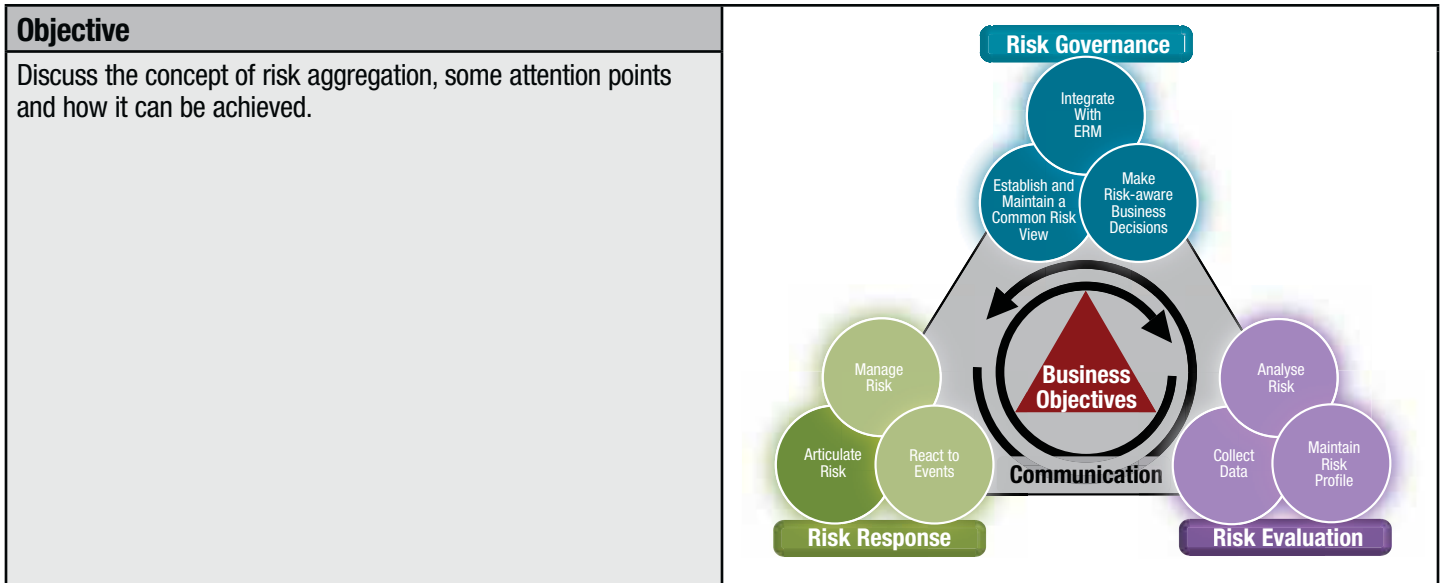 Objective
Discuss the concept of risk aggregation, some attention points
and how it can be achieved.
Risk Governance
Integrate
With
ERM
Establish and
Maintain a
Common Risk
View
Make
Risk-aware
Business
Decisions
Business
Objectives
Communication
Manage
Risk
Articulate
Risk
React to
Events
Risk Response
Analyse
Risk
Collect
Data
Maintain
Risk
Profile
Risk Evaluation